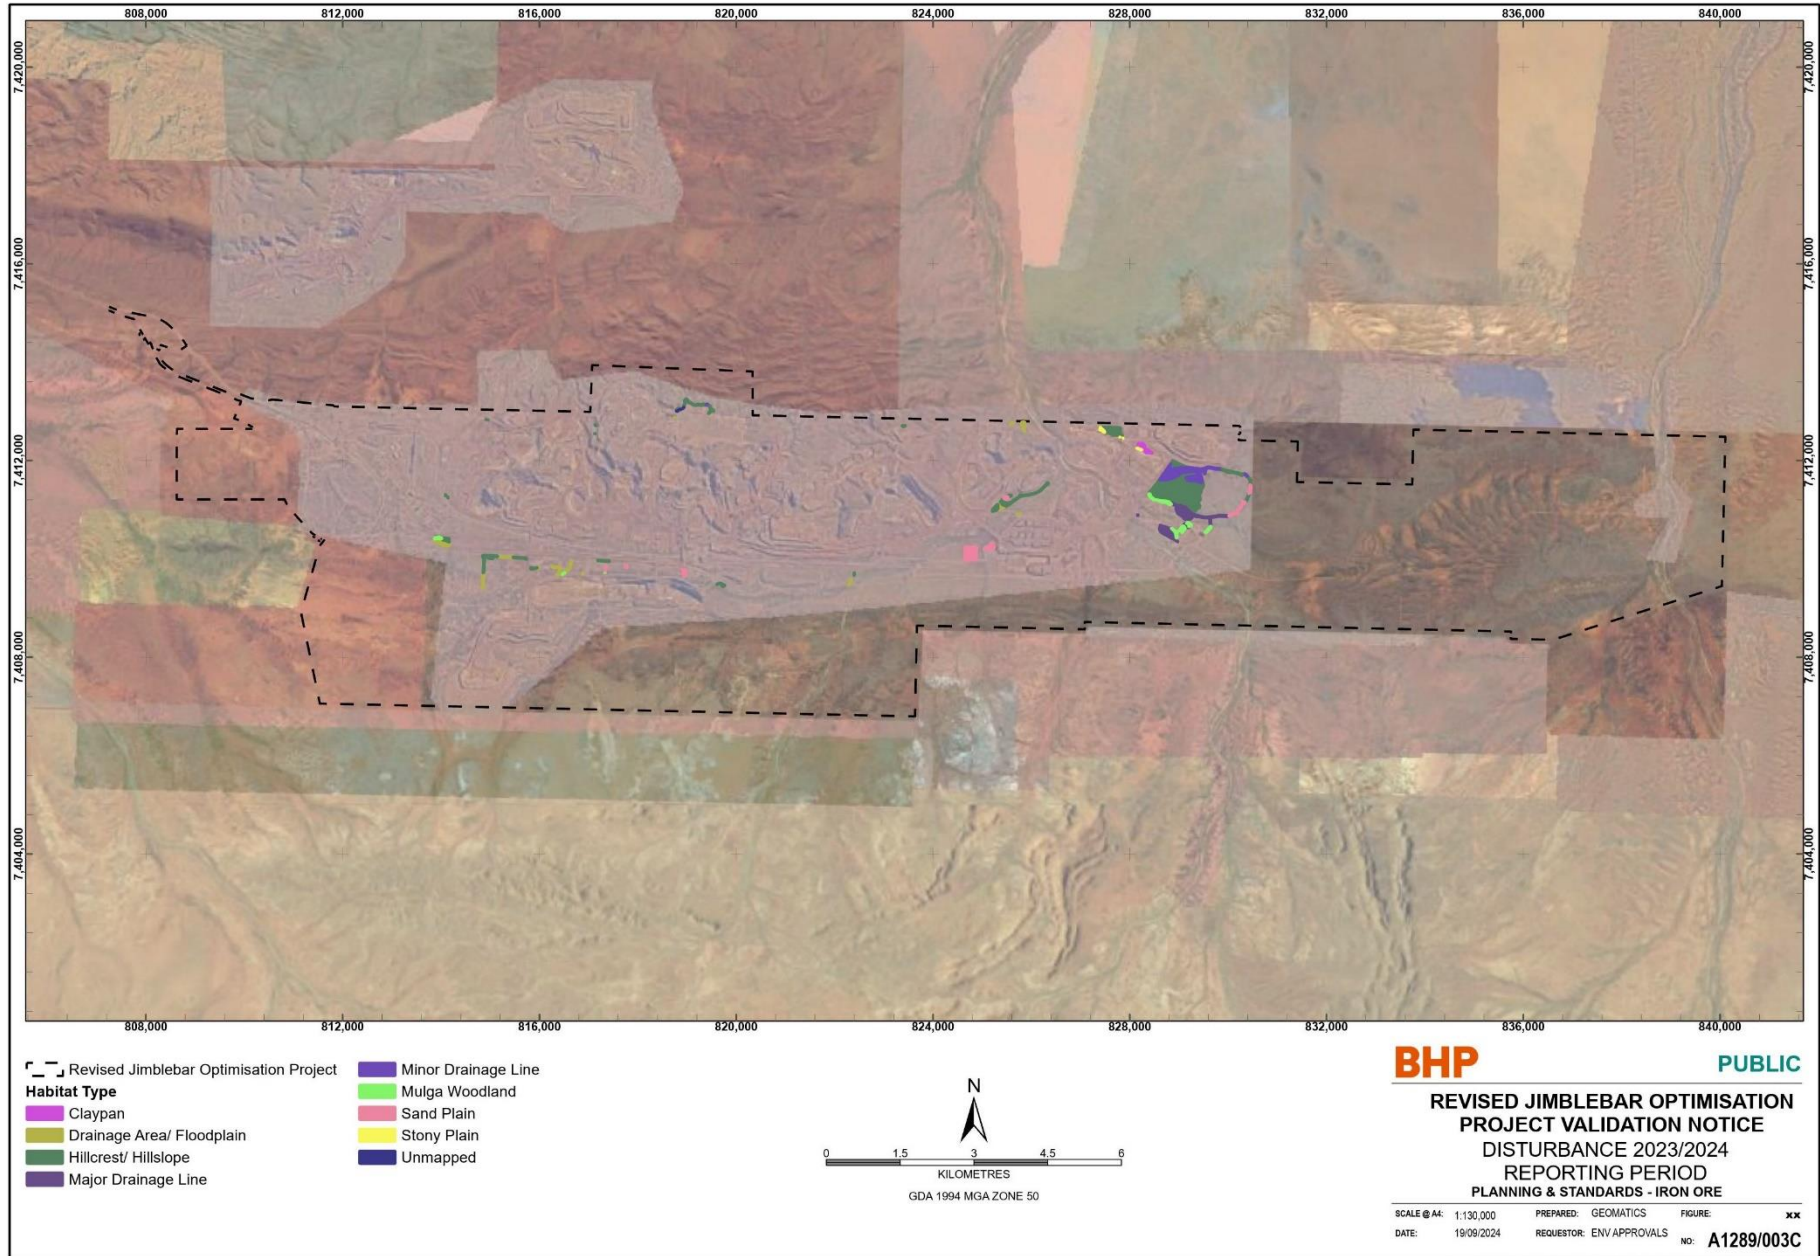 808,000 812,000 816,000 820,000 824,000 828,000 832,000 836,000 840,000
7,420,000 7,420,000
7,416,000 7,416,000
7,412,000 7,412,000
7,408,000 7,408,000
7,404,000 7,404,000
808,000 812,000 816,000 820,000 824,000 828,000 832,000 836,000 840,000
Revised Jimblebar Optimisation Project
Habitat Type
Claypan
Drainage Area/ Floodplain
Hillcrest/ Hillslope
Major Drainage Line
Minor Drainage Line
Mulga Woodland
Sand Plain
Stony Plain
Unmapped
N
0 1.5 3 4.5 6
KILOMETRES
GDA 1994 MGA ZONE 50
BHP PUBLIC
REVISED JIMBLEBAR OPTIMISATION
PROJECT VALIDATION NOTICE
DISTURBANCE 2023/2024
REPORTING PERIOD
PLANNING & STANDARDS - IRON ORE
SCALE @ A4: 1:130,000 PREPARED: GEOMATICS FIGURE: xx
DATE: 19/09/2024 REQUESTOR: ENV APPROVALS NO: A1289/003C